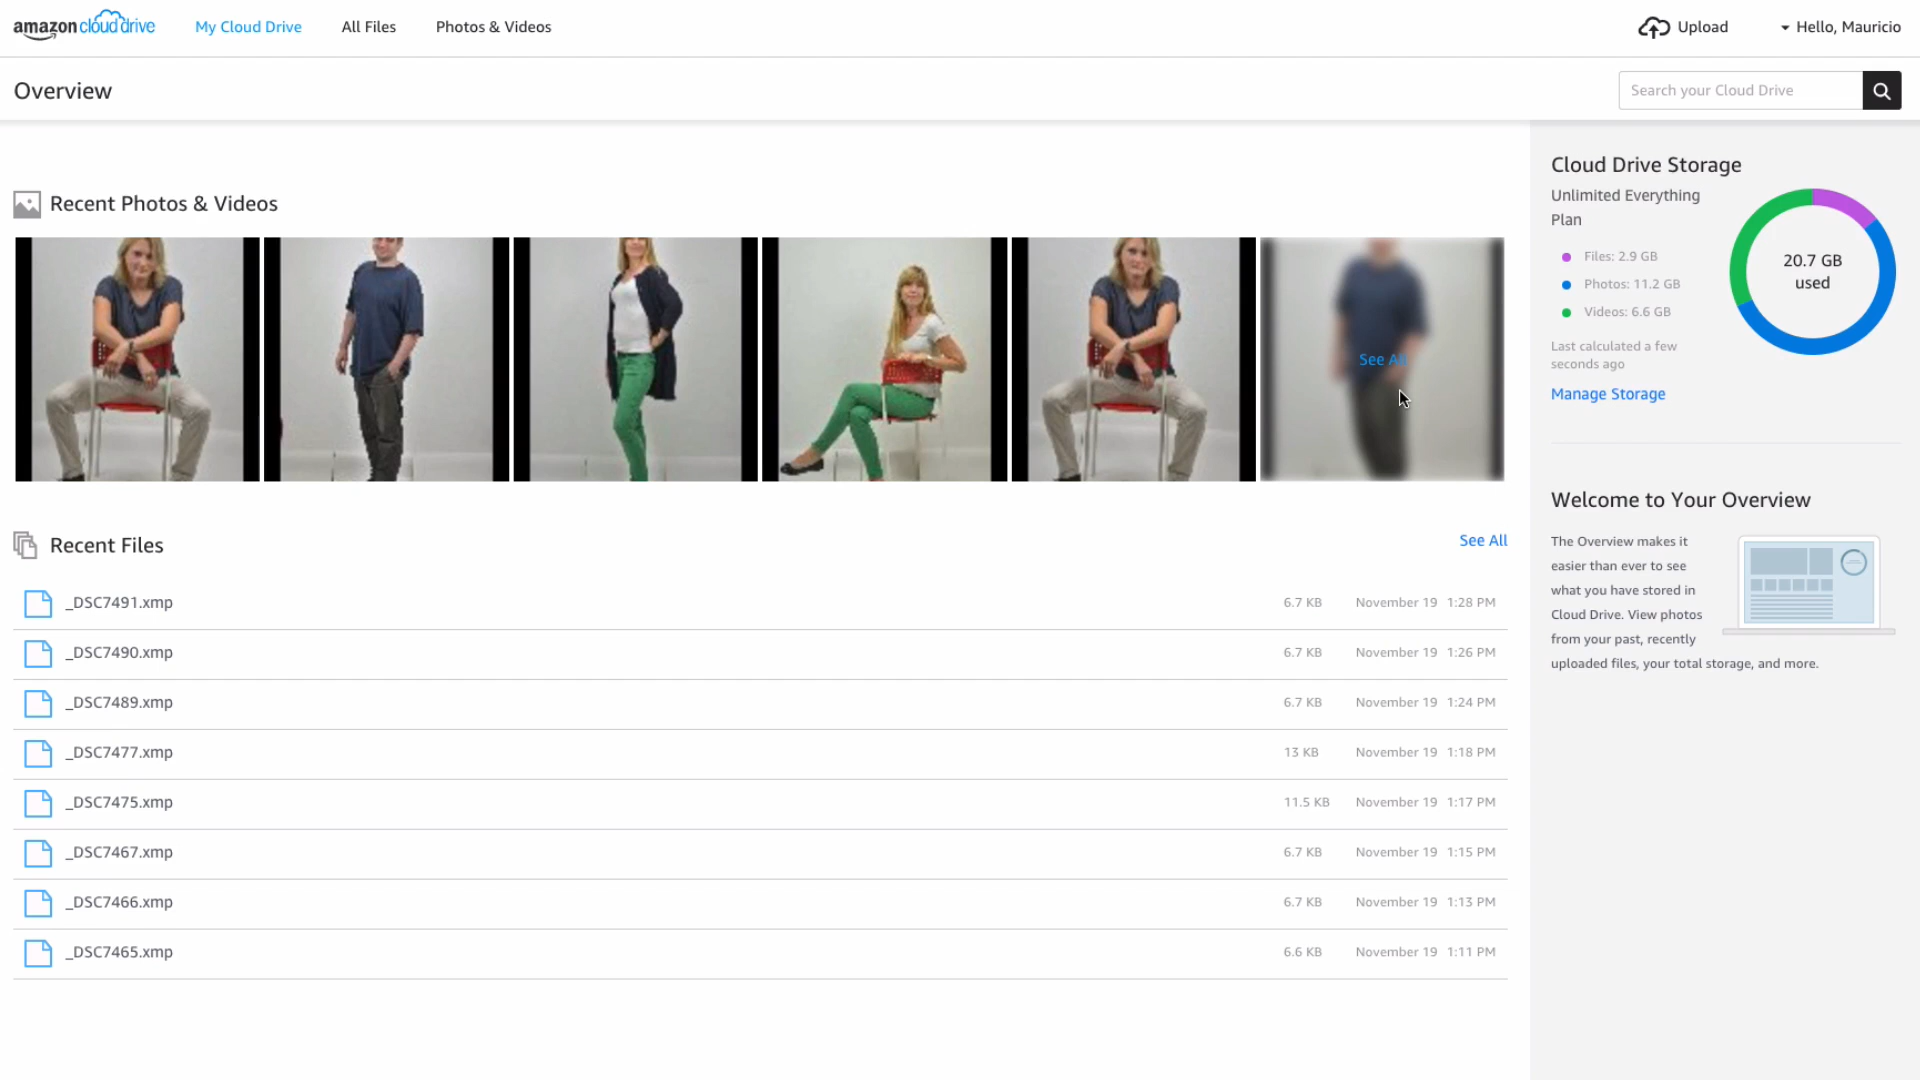 amazon cloud drive
My Cloud Drive
All Files
Photos & Videos
Upload
Hello, Mauricio
Overview
Search your Cloud Drive
Recent Photos & Videos
See All
Recent Files
See All
_DSC7491.xmp 6.7 KB November 19 1:28 PM
_DSC7490.xmp 6.7 KB November 19 1:26 PM
_DSC7489.xmp 6.7 KB November 19 1:24 PM
_DSC7477.xmp 13 KB November 19 1:18 PM
_DSC7475.xmp 11.5 KB November 19 1:17 PM
_DSC7467.xmp 6.7 KB November 19 1:15 PM
_DSC7466.xmp 6.7 KB November 19 1:13 PM
_DSC7465.xmp 6.6 KB November 19 1:11 PM
Cloud Drive Storage
Unlimited Everything
Plan
Files: 2.9 GB
Photos: 11.2 GB
Videos: 6.6 GB
20.7 GB
used
Last calculated a few
seconds ago
Manage Storage
Welcome to Your Overview
The Overview makes it
easier than ever to see
what you have stored in
Cloud Drive. View photos
from your past, recently
uploaded files, your total storage, and more.